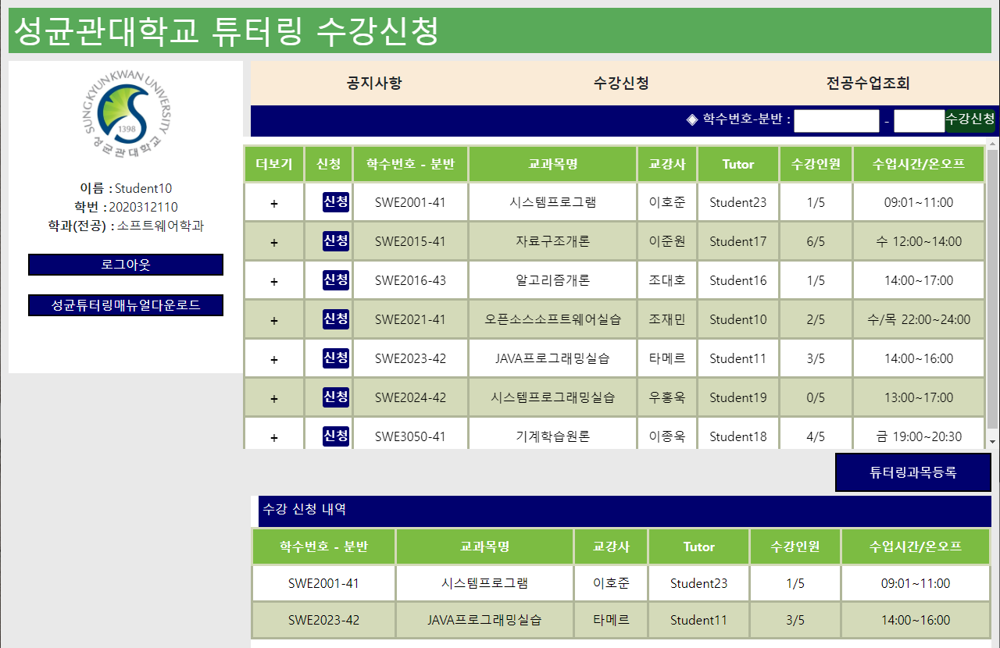 성균관대학교 튜터링 수강신청
SUNGKYUNKWAN UNIVERSITY
1398
성균관대학교
이름 : Student10
학번 : 2020312110
학과(전공) : 소프트웨어학과
로그아웃
성균튜터링매뉴얼다운로드
공지사항 수강신청 전공수업조회
◈ 학수번호-분반 : - 수강신청
더보기 신청 학수번호 - 분반 교과목명 교강사 Tutor 수강인원 수업시간/온오프
+ 신청 SWE2001-41 시스템프로그램 이호준 Student23 1/5 09:01~11:00
+ 신청 SWE2015-41 자료구조개론 이준원 Student17 6/5 수 12:00~14:00
+ 신청 SWE2016-43 알고리즘개론 조대호 Student16 1/5 14:00~17:00
+ 신청 SWE2021-41 오픈소스소프트웨어실습 조재민 Student10 2/5 수/목 22:00~24:00
+ 신청 SWE2023-42 JAVA프로그래밍실습 타메르 Student11 3/5 14:00~16:00
+ 신청 SWE2024-42 시스템프로그래밍실습 우홍욱 Student19 0/5 13:00~17:00
+ 신청 SWE3050-41 기계학습원론 이종욱 Student18 4/5 금 19:00~20:30
튜터링과목등록
수강 신청 내역
학수번호 - 분반 교과목명 교강사 Tutor 수강인원 수업시간/온오프
SWE2001-41 시스템프로그램 이호준 Student23 1/5 09:01~11:00
SWE2023-42 JAVA프로그래밍실습 타메르 Student11 3/5 14:00~16:00